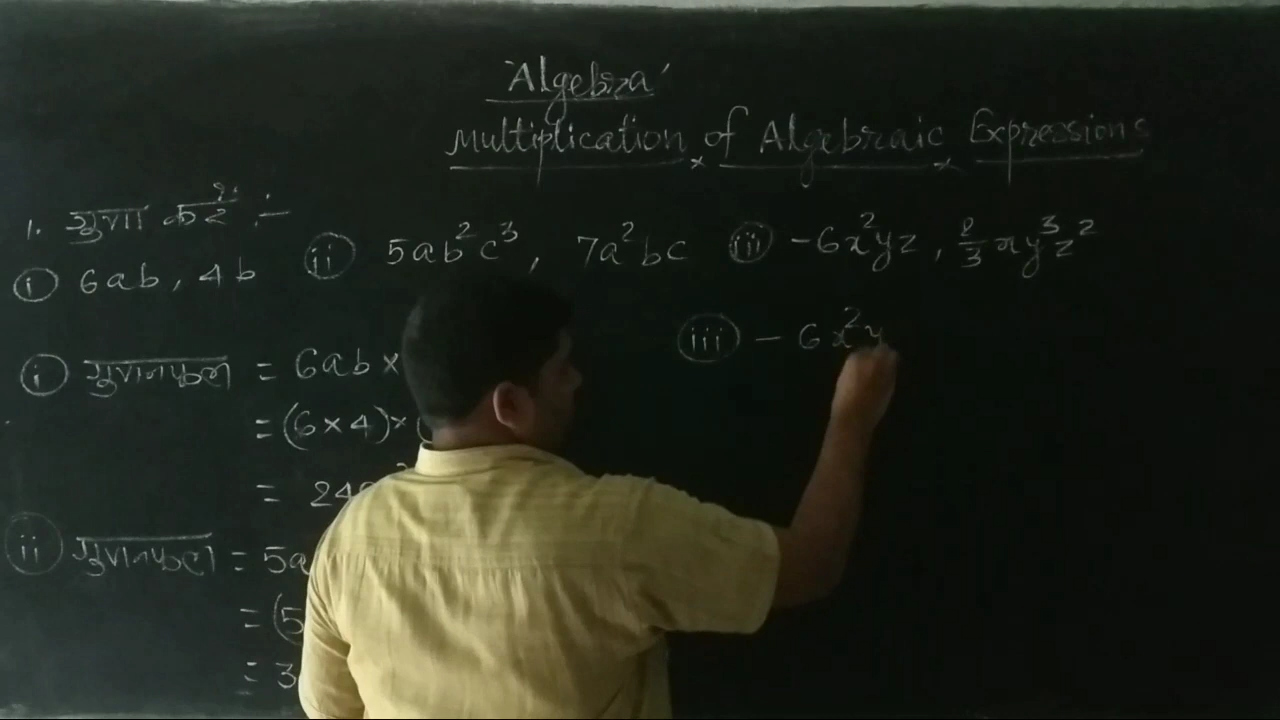 'Algebra'
Multiplication of Algebraic Expressions
1. गुणा करें :-
(i) 6ab, 4b (ii) 5ab²c³, 7a²bc (iii) -6x²yz, 2/3 xy³z²
(i) गुणनफल = 6ab ×
= (6×4)× (
= 24a
(ii) गुणनफल = 5a
= (5
= 3
(iii) - 6x²y